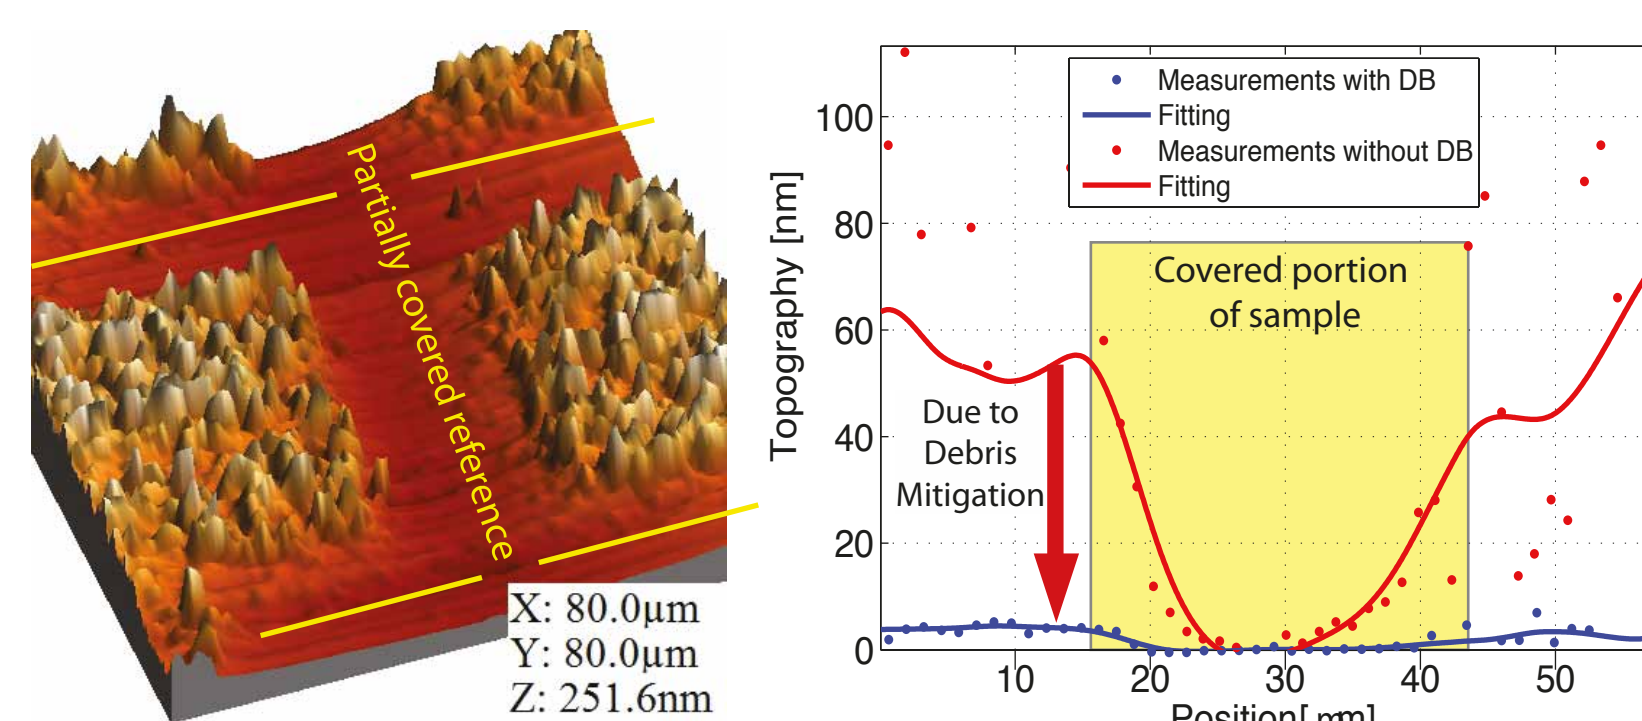 Partially covered reference
X: 80.0µm
Y: 80.0µm
Z: 251.6nm
Topography [nm]
100
80
60
40
20
0
Measurements with DB
Fitting
Measurements without DB
Fitting
Covered portion
of sample
Due to
Debris
Mitigation
10 20 30 40 50
Position[ mm]